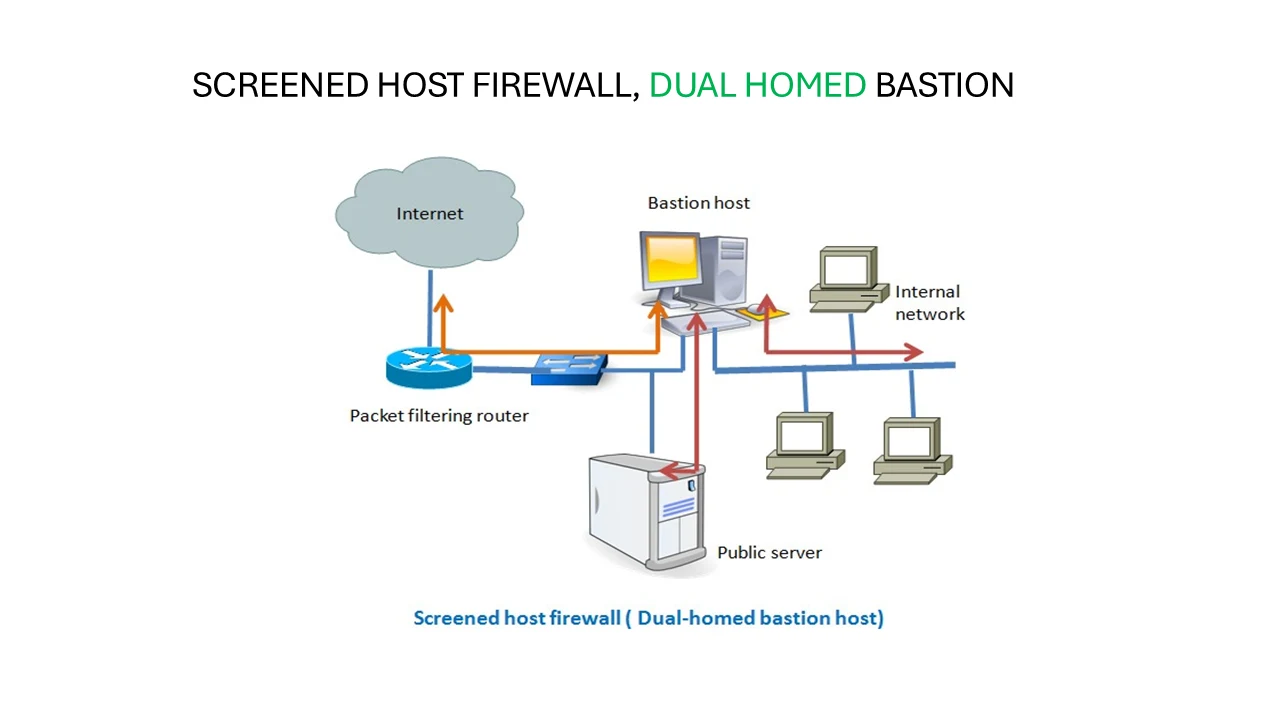 SCREENED HOST FIREWALL, DUAL HOMED BASTION
Internet
Bastion host
Internal
network
Packet filtering router
Public server
Screened host firewall ( Dual-homed bastion host)